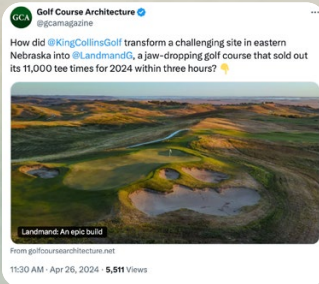 GCA
Golf Course Architecture
@gcamagazine
How did @KingCollinsGolf transform a challenging site in eastern
Nebraska into @LandmandG, a jaw-dropping golf course that sold out
its 11,000 tee times for 2024 within three hours? 👇
Landmand: An epic build
From golfcoursearchitecture.net
11:30 AM · Apr 26, 2024 · 5,511 Views